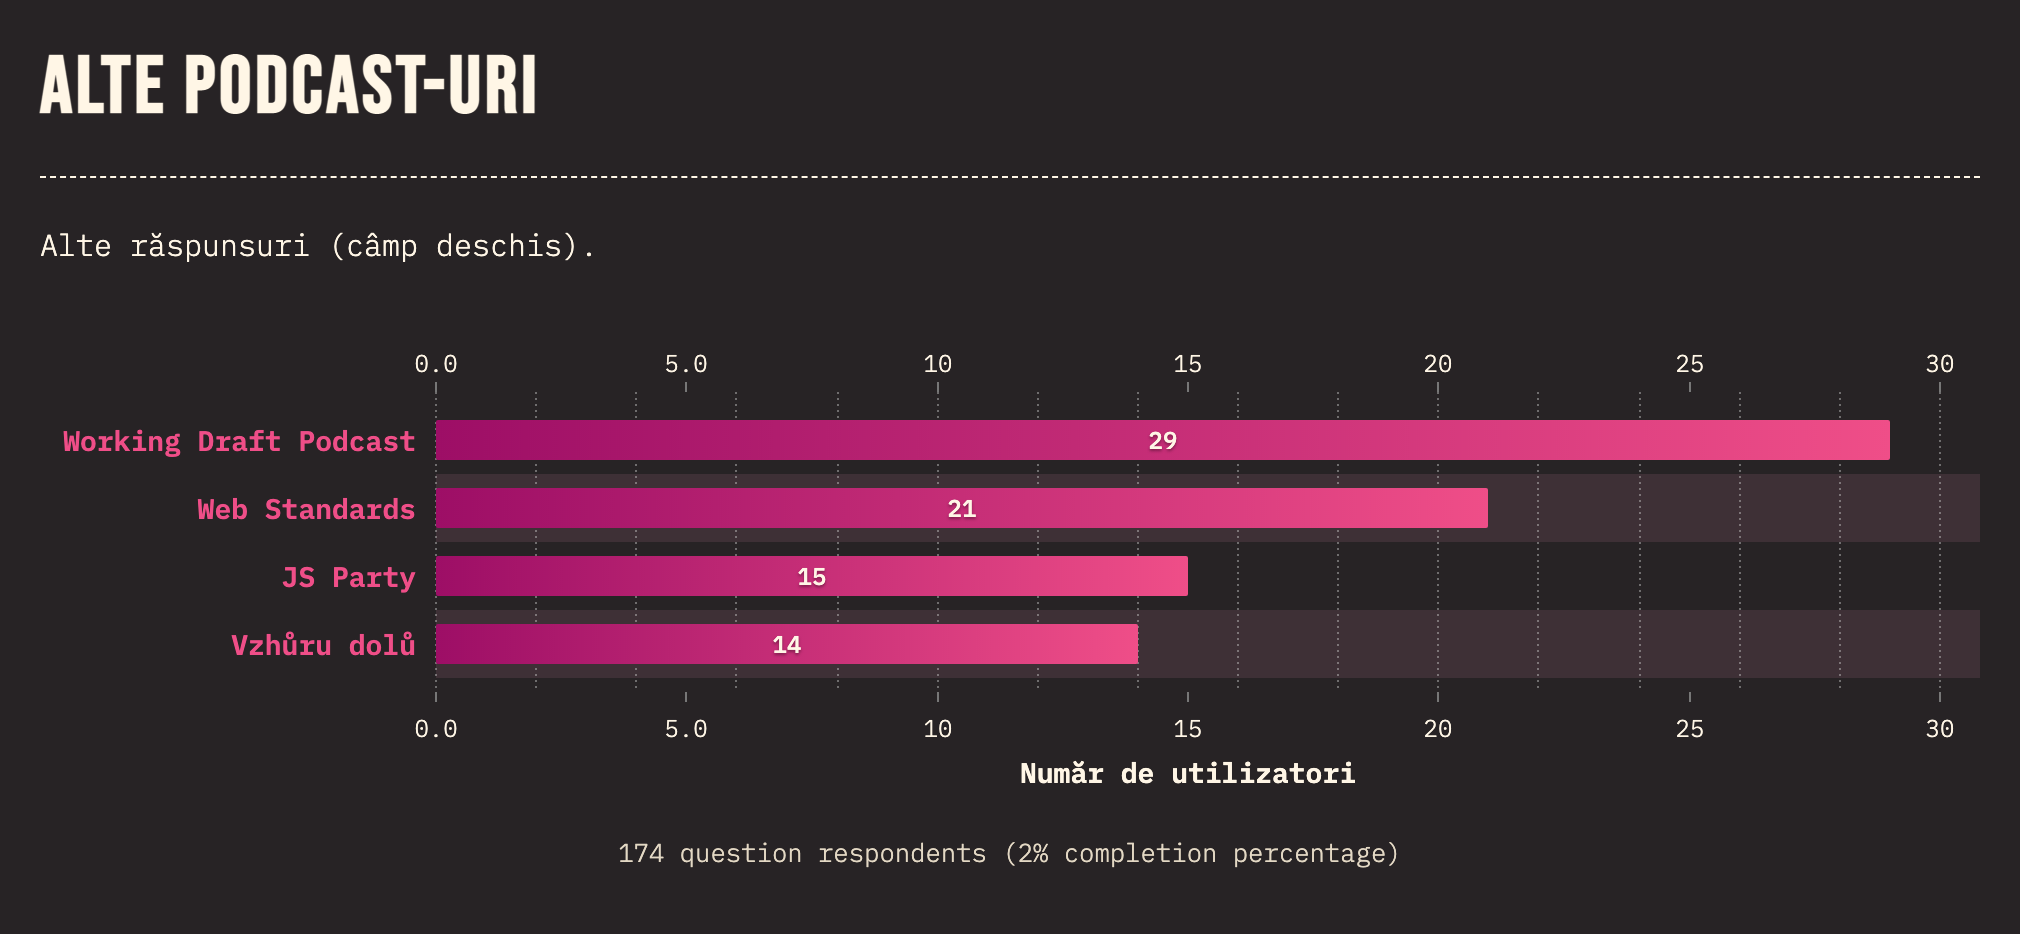 ALTE PODCAST-URI
Alte răspunsuri (câmp deschis).
0.0 5.0 10 15 20 25 30
Working Draft Podcast 29
Web Standards 21
JS Party 15
Vzhůru dolů 14
0.0 5.0 10 15 20 25 30
Număr de utilizatori
174 question respondents (2% completion percentage)